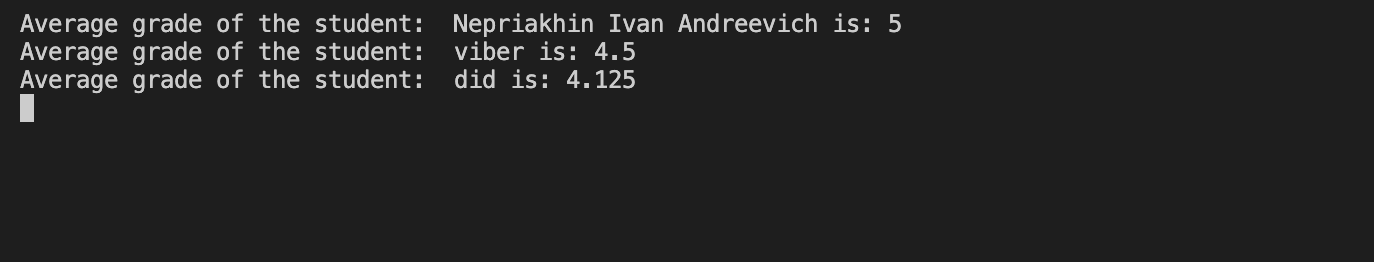 Average grade of the student:  Nepriakhin Ivan Andreevich is: 5
Average grade of the student:  viber is: 4.5
Average grade of the student:  did is: 4.125